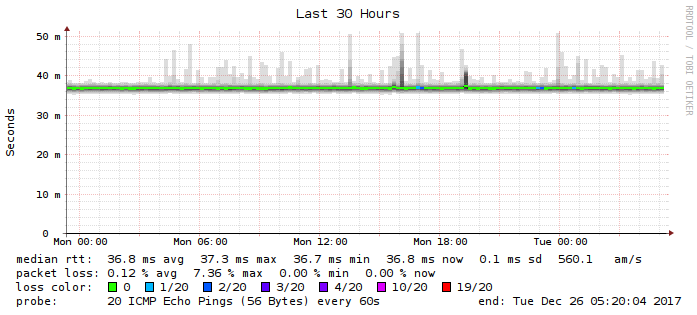 Last 30 Hours
RRDTOOL / TOBI OETIKER
Seconds
50 m
40 m
30 m
20 m
10 m
0
Mon 00:00 Mon 06:00 Mon 12:00 Mon 18:00 Tue 00:00
median rtt: 36.8 ms avg 37.3 ms max 36.7 ms min 36.8 ms now 0.1 ms sd 560.1 am/s
packet loss: 0.12 % avg 7.36 % max 0.00 % min 0.00 % now
loss color: 0 1/20 2/20 3/20 4/20 10/20 19/20
probe: 20 ICMP Echo Pings (56 Bytes) every 60s end: Tue Dec 26 05:20:04 2017